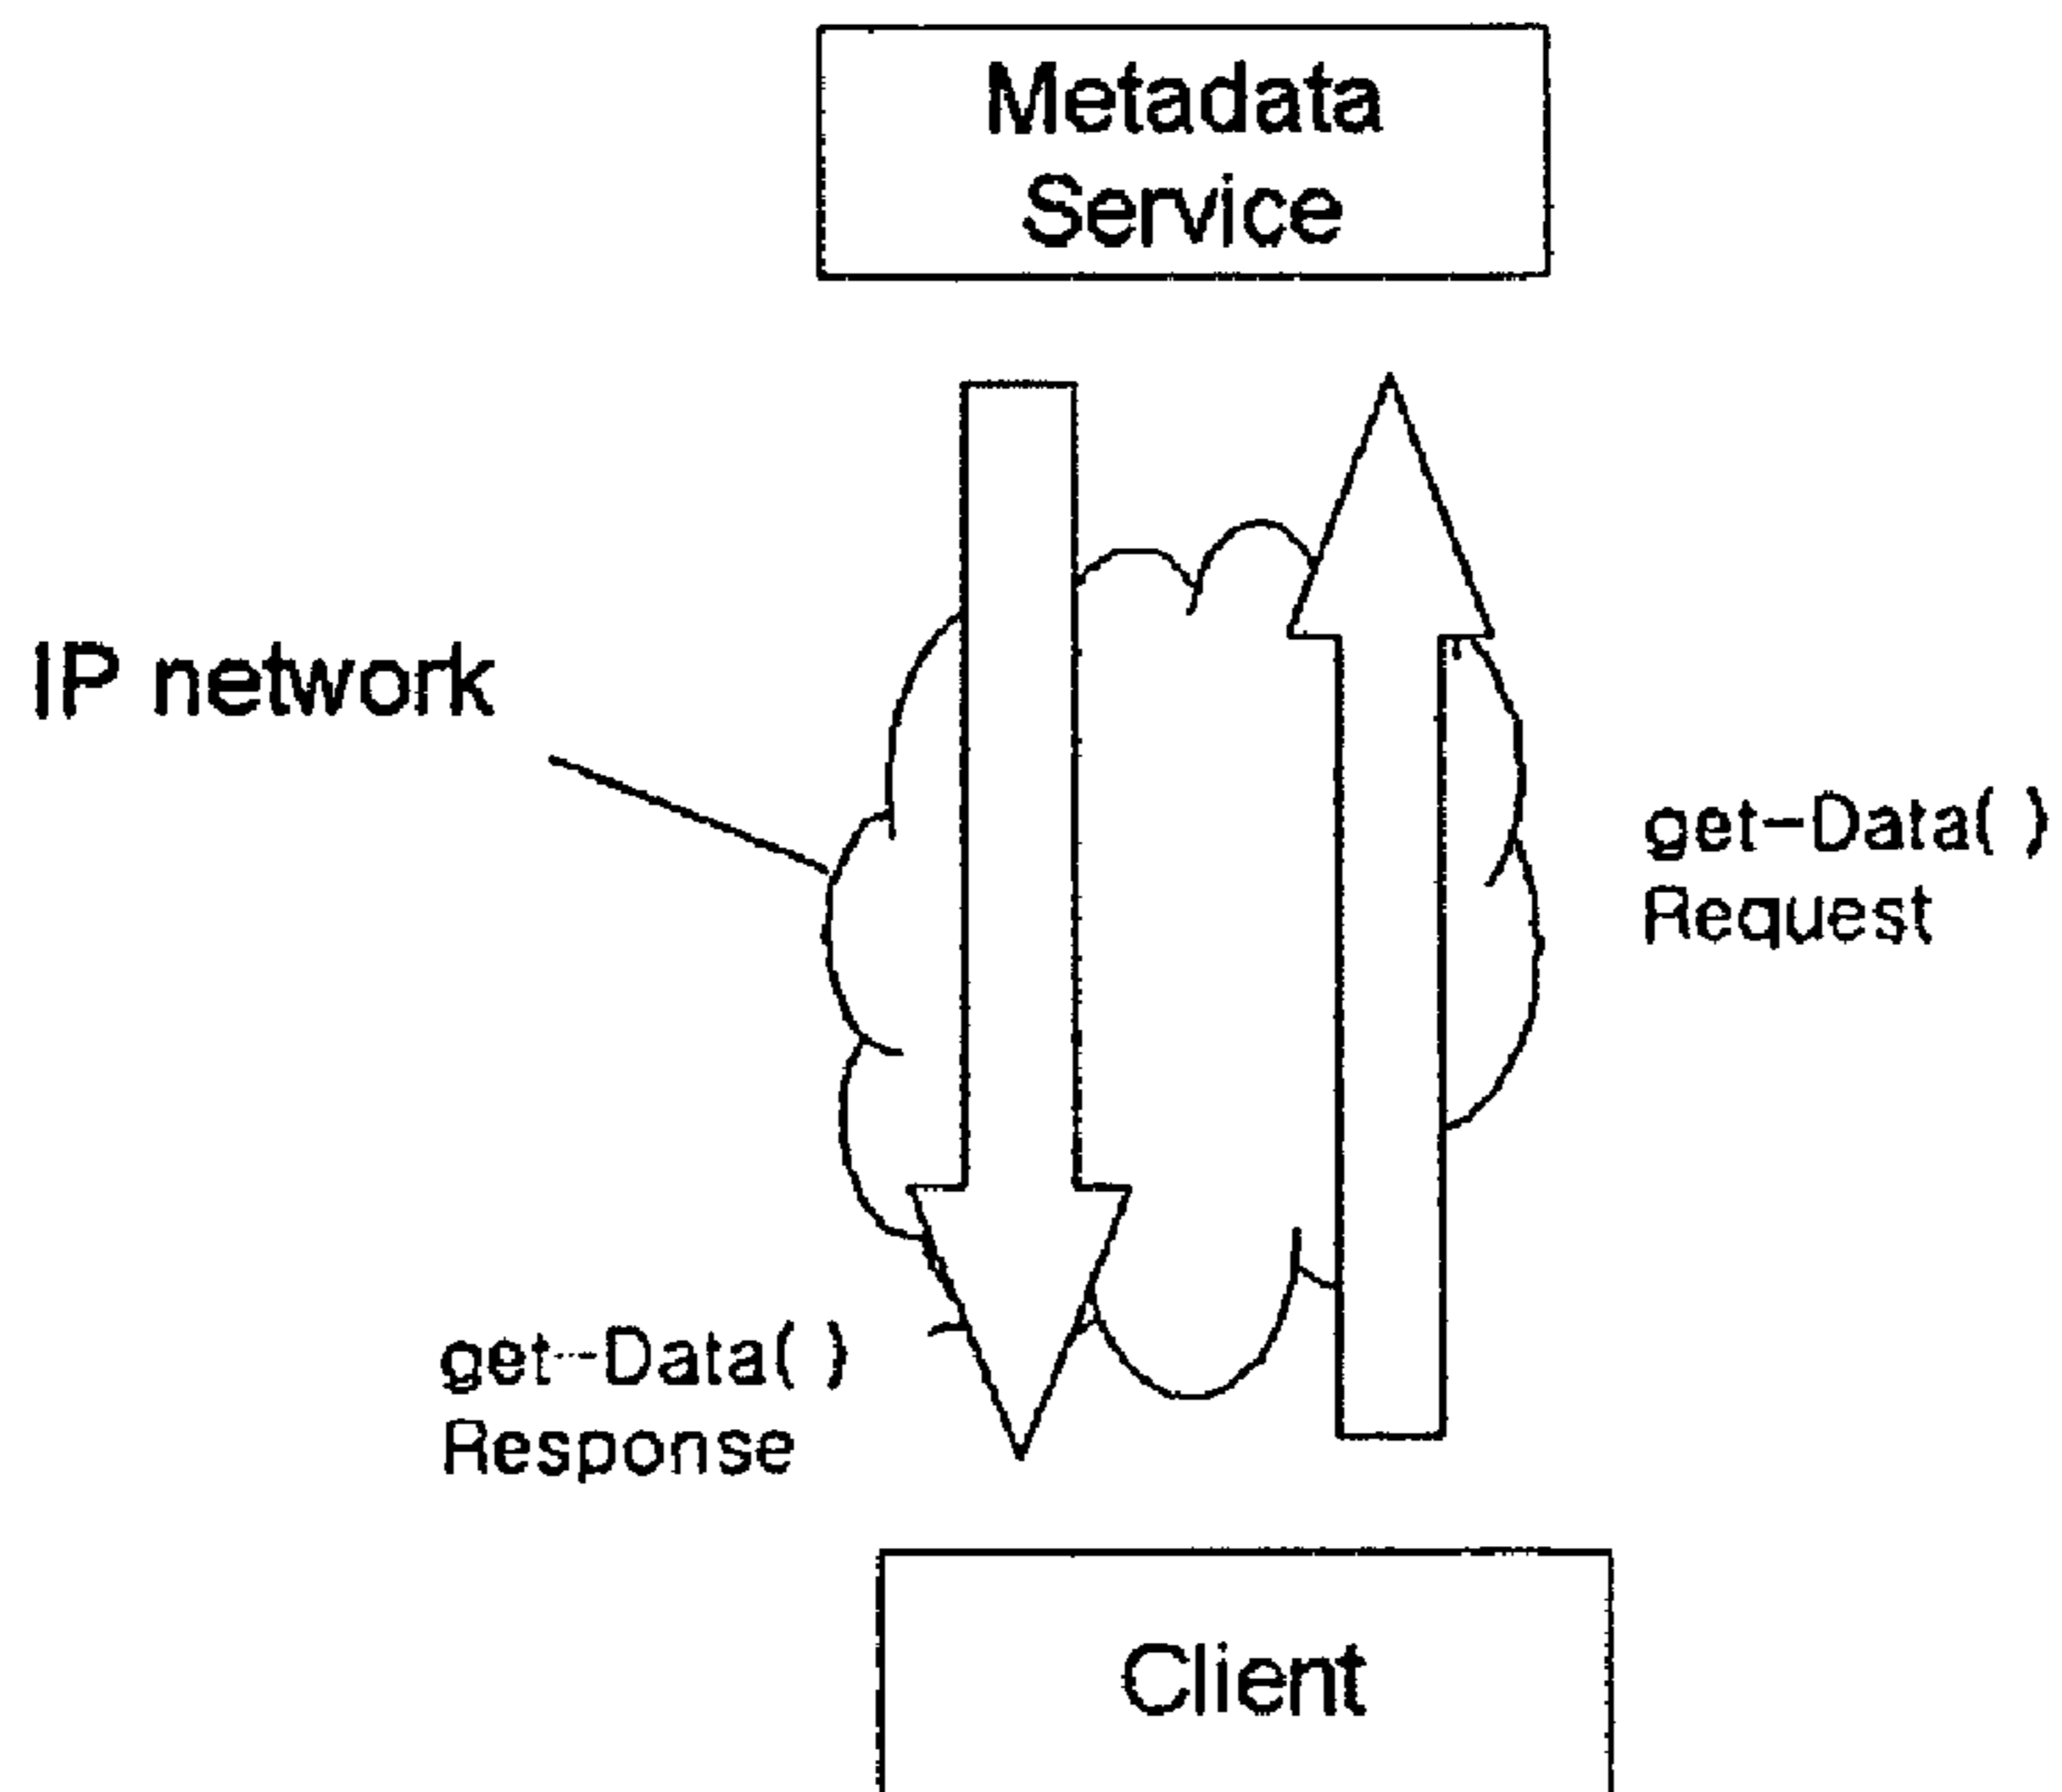 Metadata
Service
IP network
get-Data( )
Request
get-Data( )
Response
Client